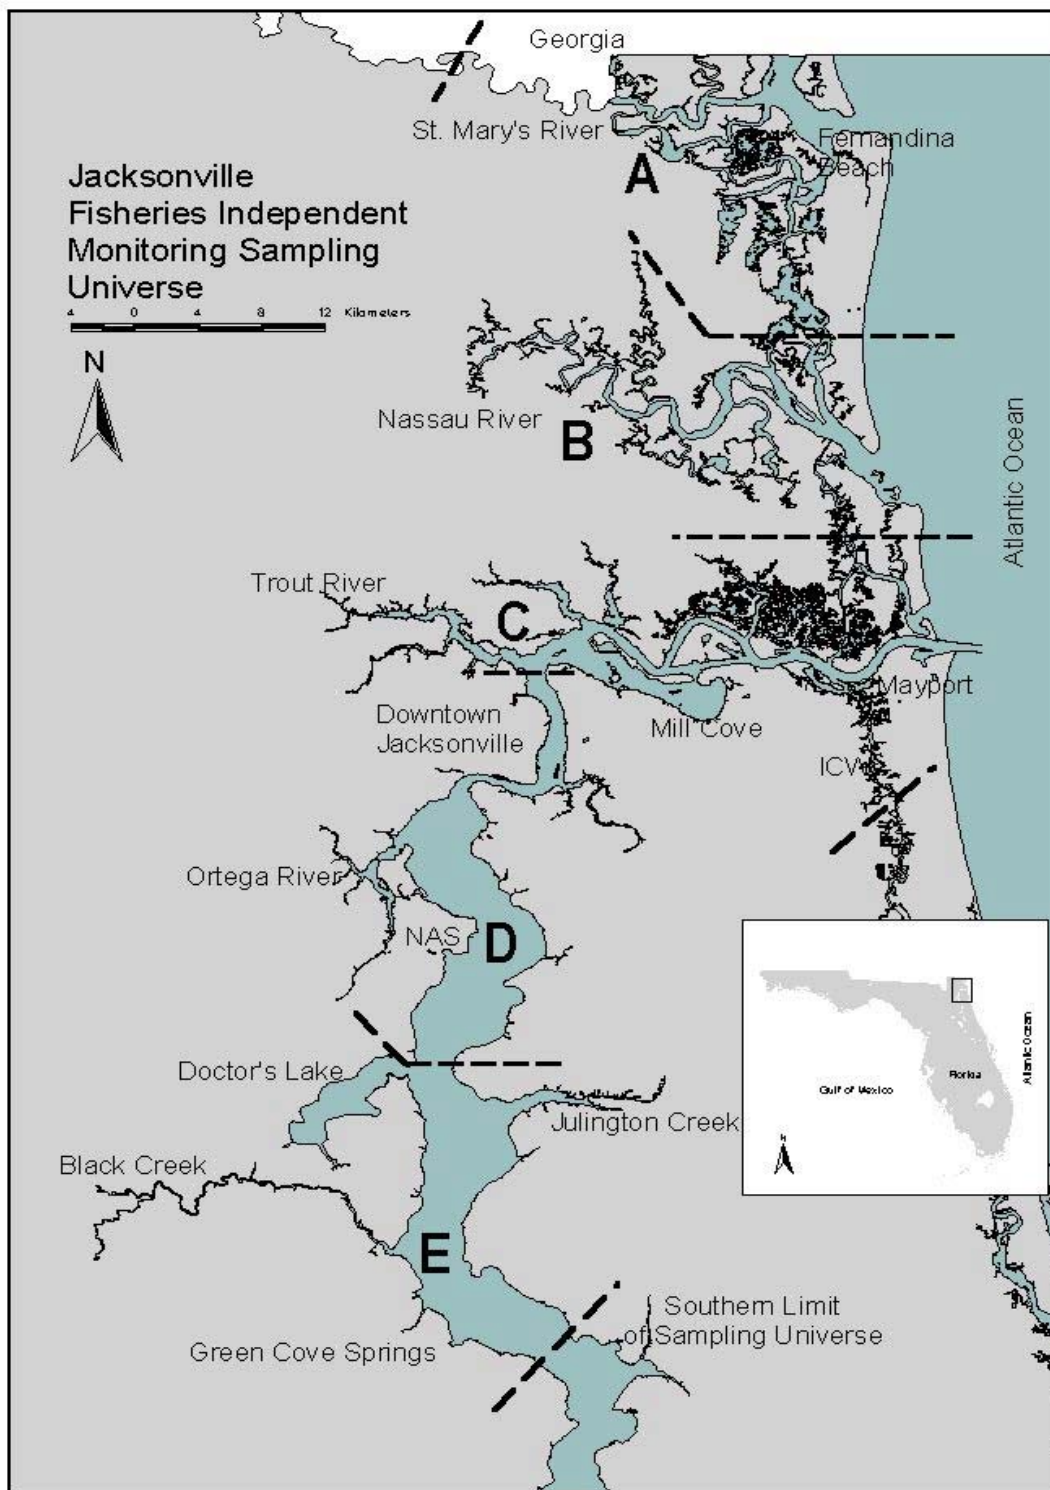 Georgia
St. Mary's River
Fernandina
Beach
A
Jacksonville
Fisheries Independent
Monitoring Sampling
Universe
4 0 4 8 12 Kilometers
N
Nassau River
B
Atlantic Ocean
Trout River
C
Mayport
Downtown
Jacksonville
Mill Cove
ICW
Ortega River
NAS
D
Doctor's Lake
Julington Creek
Black Creek
E
Southern Limit
of Sampling Universe
Green Cove Springs
Atlantic Ocean
Florida
Gulf of Mexico
N